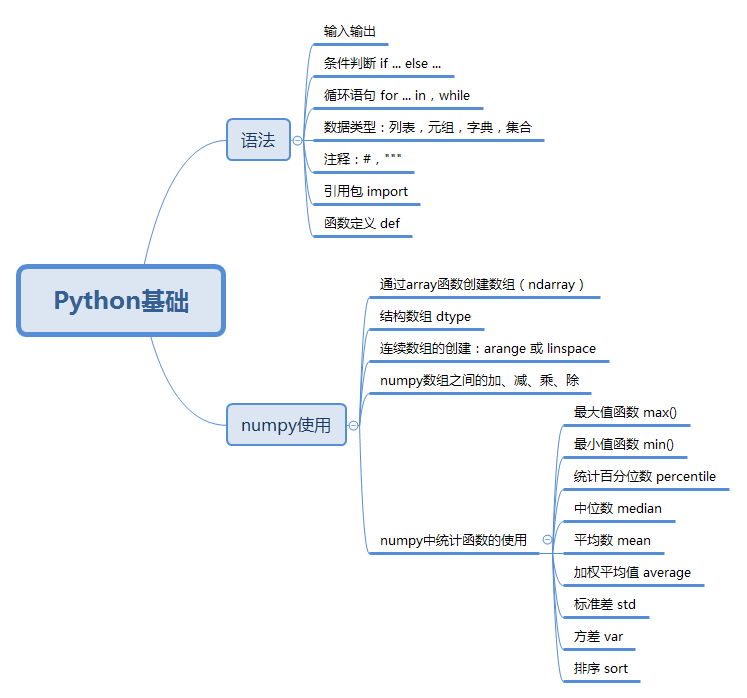 Python基础
语法
输入输出
条件判断 if ... else ...
循环语句 for ... in，while
数据类型：列表，元组，字典，集合
注释：#，"""
引用包 import
函数定义 def
numpy使用
通过array函数创建数组（ndarray）
结构数组 dtype
连续数组的创建：arange 或 linspace
numpy数组之间的加、减、乘、除
numpy中统计函数的使用
最大值函数 max()
最小值函数 min()
统计百分位数 percentile
中位数 median
平均数 mean
加权平均值 average
标准差 std
方差 var
排序 sort